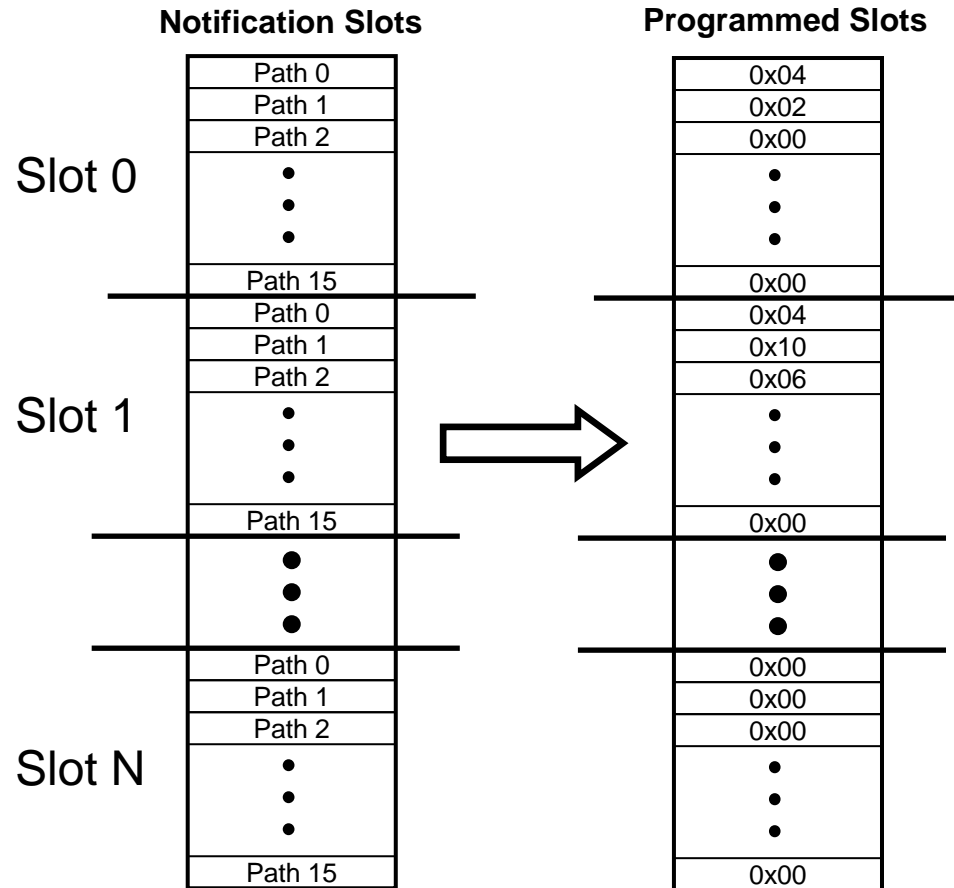 Notification Slots
Path 0
Path 1
Path 2
Path 15
Path 0
Path 1
Path 2
Path 15
Path 0
Path 1
Path 2
Path 15
Slot 0
Slot 1
Slot N
Programmed Slots
0x04
0x02
0x00
0x00
0x04
0x10
0x06
0x00
0x00
0x00
0x00
0x00